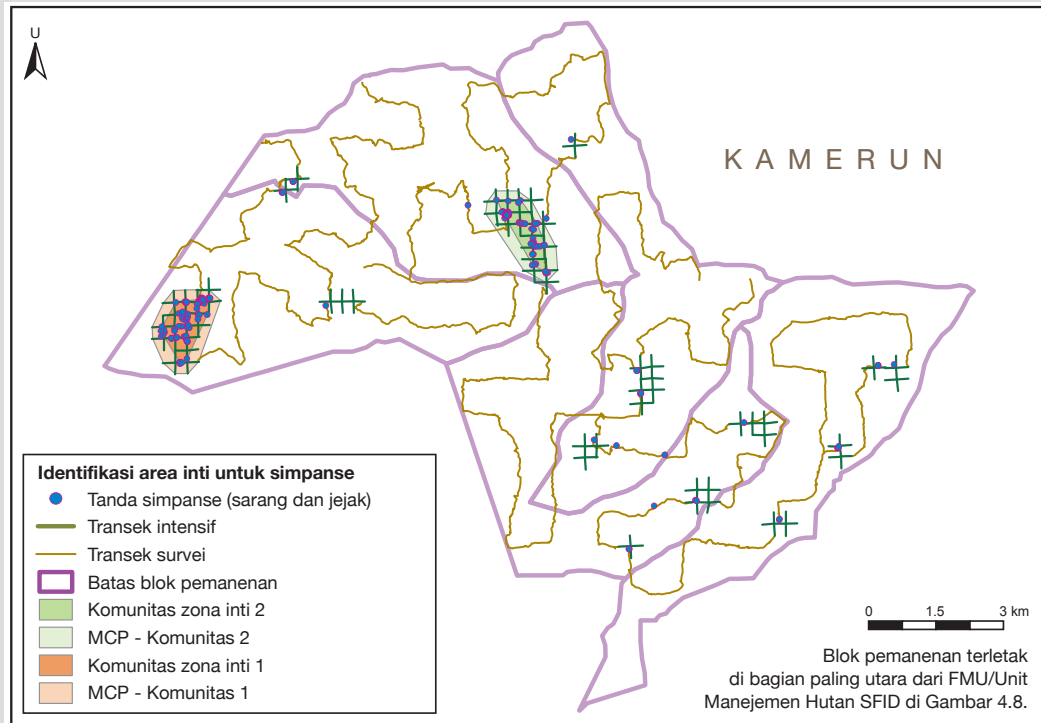 U
KAMERUN
Identifikasi area inti untuk simpanse
Tanda simpanse (sarang dan jejak)
Transek intensif
Transek survei
Batas blok pemanenan
Komunitas zona inti 2
MCP - Komunitas 2
Komunitas zona inti 1
MCP - Komunitas 1
0 1.5 3 km
Blok pemanenan terletak
di bagian paling utara dari FMU/Unit
Manejemen Hutan SFID di Gambar 4.8.